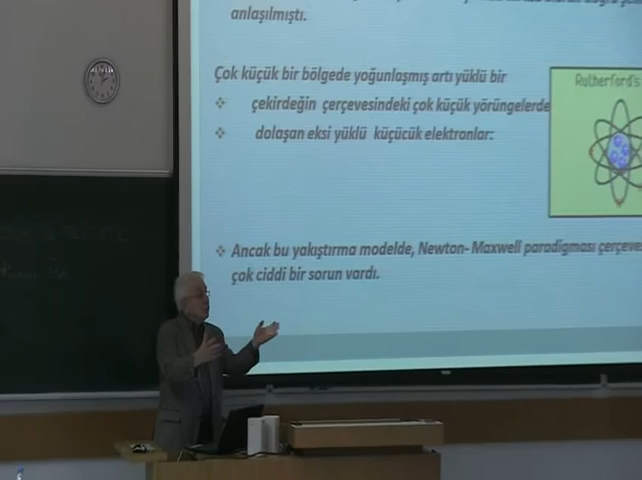 anlaşılmıştı.
Çok küçük bir bölgede yoğunlaşmış artı yüklü bir
❖ çekirdeğin çerçevesindeki çok küçük yörüngelerde
❖ dolaşan eksi yüklü küçücük elektronlar:
Rutherford's
❖ Ancak bu yakıştırma modelde, Newton- Maxwell paradigması çerçeves
çok ciddi bir sorun vardı.